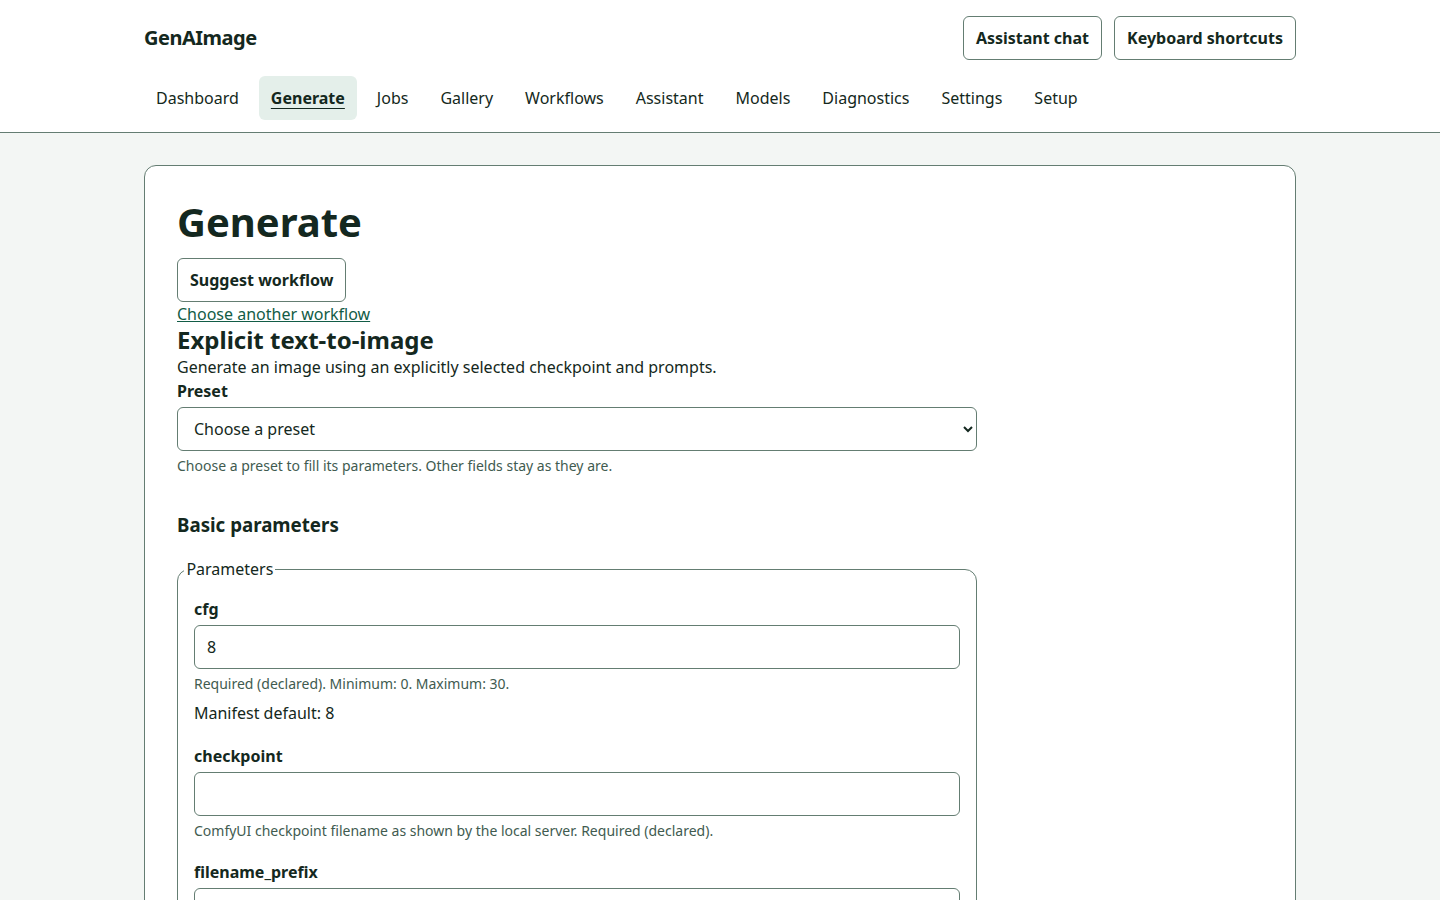 GenAImage
Assistant chat
Keyboard shortcuts
Dashboard
Generate
Jobs
Gallery
Workflows
Assistant
Models
Diagnostics
Settings
Setup
Generate
Suggest workflow
Choose another workflow
Explicit text-to-image
Generate an image using an explicitly selected checkpoint and prompts.
Preset
Choose a preset
Choose a preset to fill its parameters. Other fields stay as they are.
Basic parameters
Parameters
cfg
8
Required (declared). Minimum: 0. Maximum: 30.
Manifest default: 8
checkpoint
ComfyUI checkpoint filename as shown by the local server. Required (declared).
filename_prefix